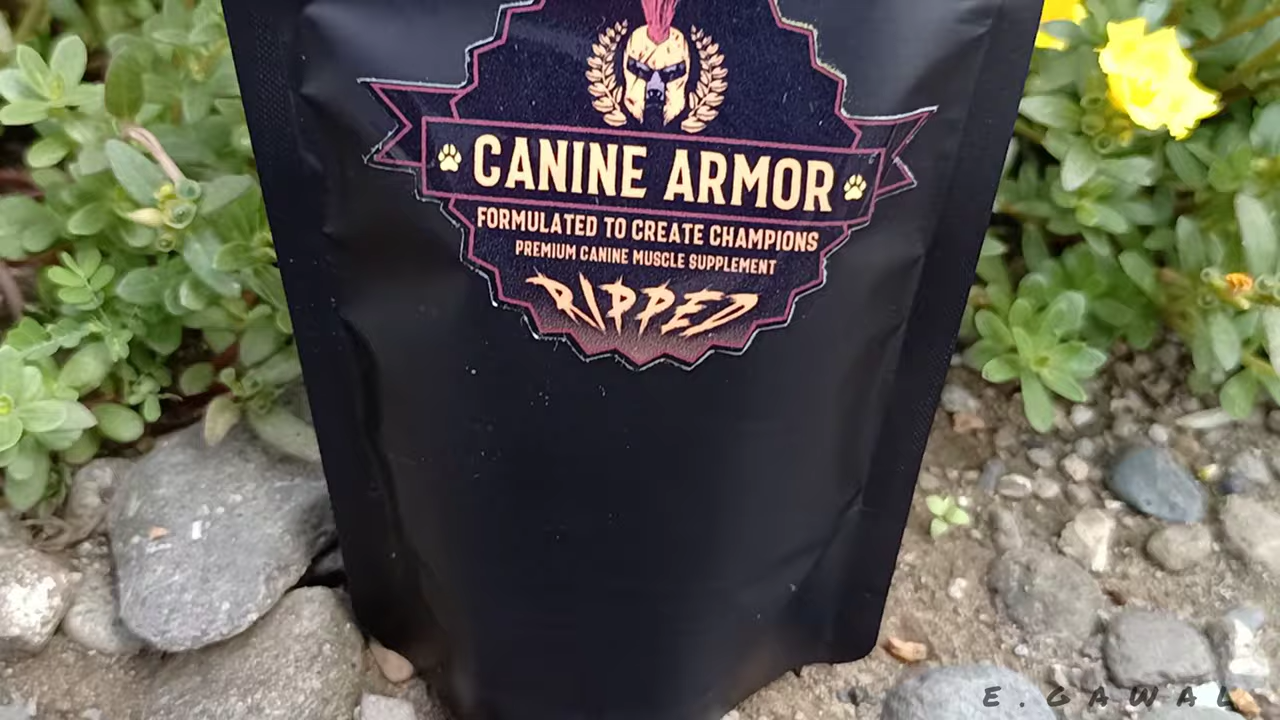 CANINE ARMOR
FORMULATED TO CREATE CHAMPIONS
PREMIUM CANINE MUSCLE SUPPLEMENT
RIPPED
E.GAWAL